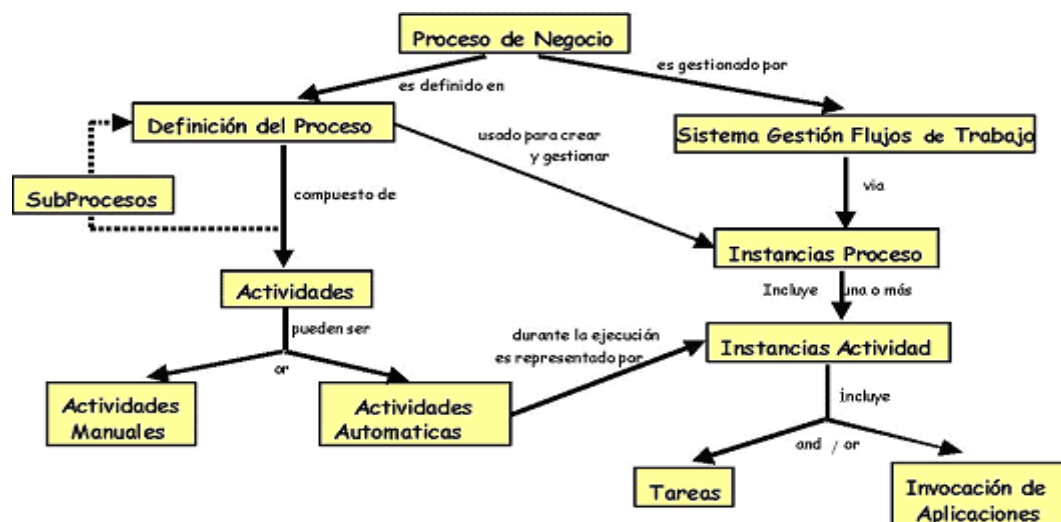 Proceso de Negocio
es definido en
es gestionado por
Definición del Proceso
usado para crear
y gestionar
Sistema Gestión Flujos de Trabajo
SubProcesos
compuesto de
via
Instancias Proceso
Actividades
Incluye una o más
pueden ser
durante la ejecución
es representado por
Instancias Actividad
or
Actividades
Manuales
Actividades
Automaticas
incluye
and / or
Tareas
Invocación de
Aplicaciones